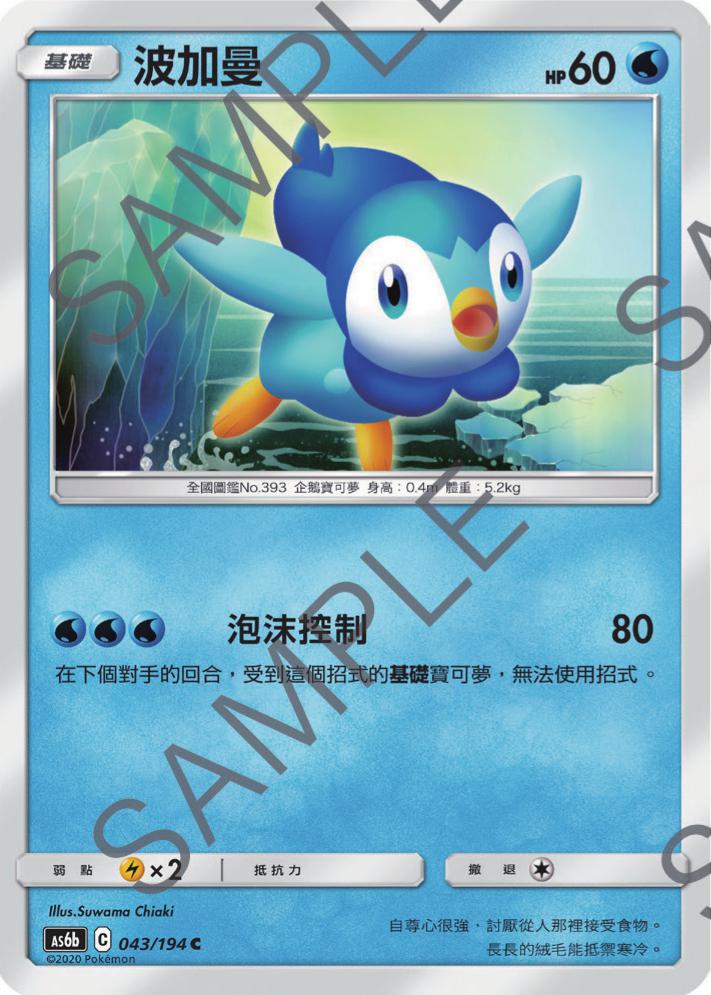 基礎 波加曼 HP 60
全國圖鑑No.393 企鵝寶可夢 身高：0.4m 體重：5.2kg
泡沫控制 80
在下個對手的回合，受到這個招式的基礎寶可夢，無法使用招式。
弱點 ×2 抵抗力 撤退
Illus.Suwama Chiaki
自尊心很強，討厭從人那裡接受食物。
長長的絨毛能抵禦寒冷。
AS6b C 043/194 C
©2020 Pokémon
SAMPLE
SAMPLE
S
S